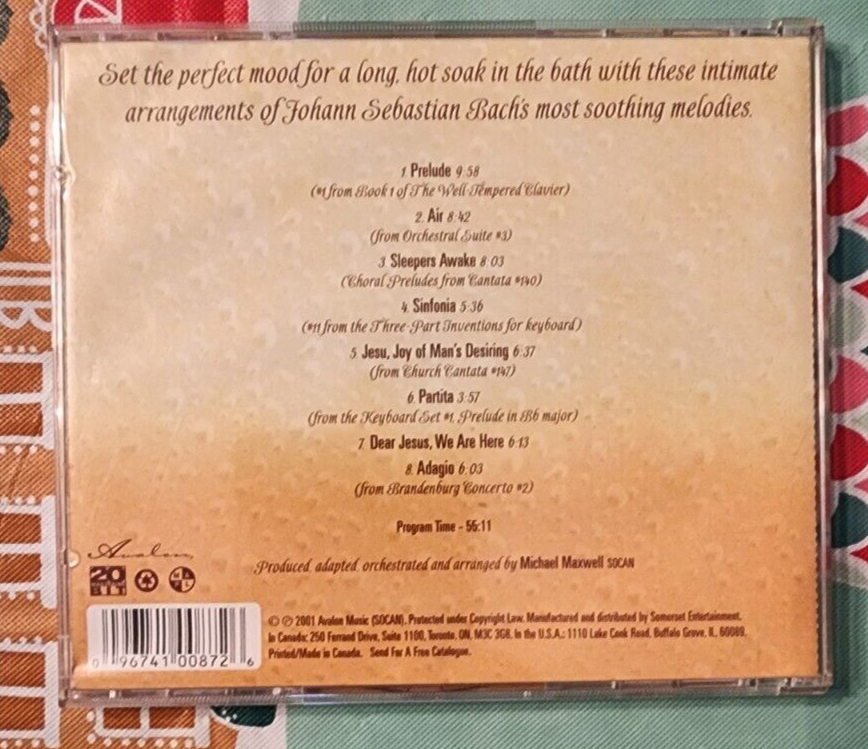 Set the perfect mood for a long, hot soak in the bath with these intimate
arrangements of Johann Sebastian Bach's most soothing melodies.
1. Prelude 9:58
(#1 from Book 1 of The Well-Tempered Clavier)
2. Air 8:42
(from Orchestral Suite #3)
3. Sleepers Awake 8:03
(Choral Preludes from Cantata #140)
4. Sinfonia 5:36
(#11 from the Three-Part Inventions for keyboard)
5. Jesu, Joy of Man's Desiring 6:37
(from Church Cantata #147)
6. Partita 3:57
(from the Keyboard Set #1, Prelude in Bb major)
7. Dear Jesus, We Are Here 6:13
8. Adagio 6:03
(from Brandenburg Concerto #2)
Program Time - 55:11
Avalon
Produced, adapted, orchestrated and arranged by Michael Maxwell SOCAN
20
BIT
© ℗ 2001 Avalon Music (SOCAN). Protected under Copyright Law. Manufactured and distributed by Somerset Entertainment.
In Canada: 250 Ferrand Drive, Suite 1100, Toronto, ON, M3C 3G8. In the U.S.A.: 1110 Lake Cook Road, Buffalo Grove, IL, 60089.
Printed/Made in Canada. Send For A Free Catalogue.
0 96741 00872 6